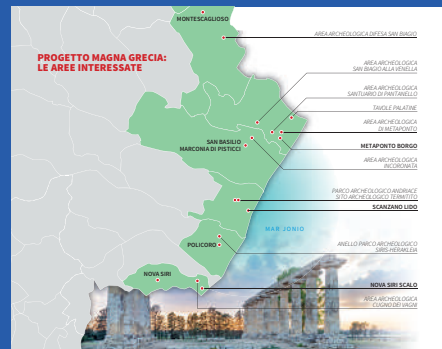 MONTESCAGLIOSO
AREA ARCHEOLOGICA DIFESA SAN BIAGIO
PROGETTO MAGNA GRECIA:
LE AREE INTERESSATE
AREA ARCHEOLOGICA
SAN BIAGIO ALLA VENELLA
AREA ARCHEOLOGICA
SANTUARIO DI PANTANELLO
TAVOLE PALATINE
AREA ARCHEOLOGICA
DI METAPONTO
SAN BASILIO
MARCONIA DI PISTICCI
METAPONTO BORGO
AREA ARCHEOLOGICA
INCORONATA
PARCO ARCHEOLOGICO ANDRIACE
SITO ARCHEOLOGICO TERMITITO
SCANZANO LIDO
MAR JONIO
POLICORO
ANELLO PARCO ARCHEOLOGICO
SIRIS-HERAKLEIA
NOVA SIRI
NOVA SIRI SCALO
AREA ARCHEOLOGICA
CUGNO DEI VAGNI